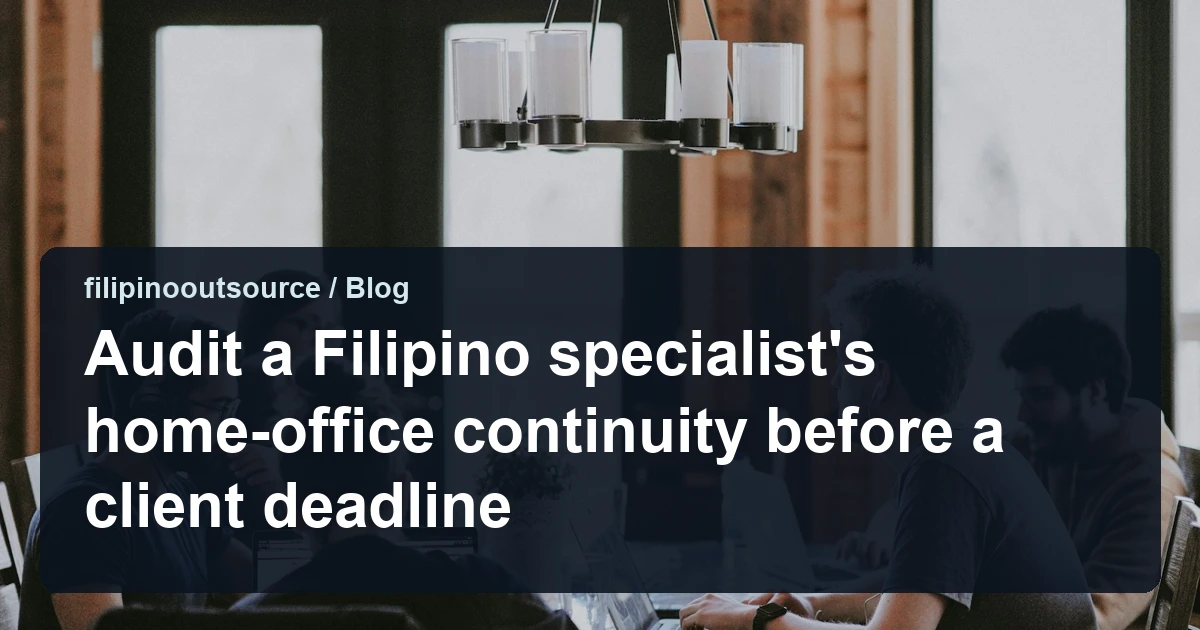 filipinooutsource / Blog
Audit a Filipino specialist's
home-office continuity before a
client deadline